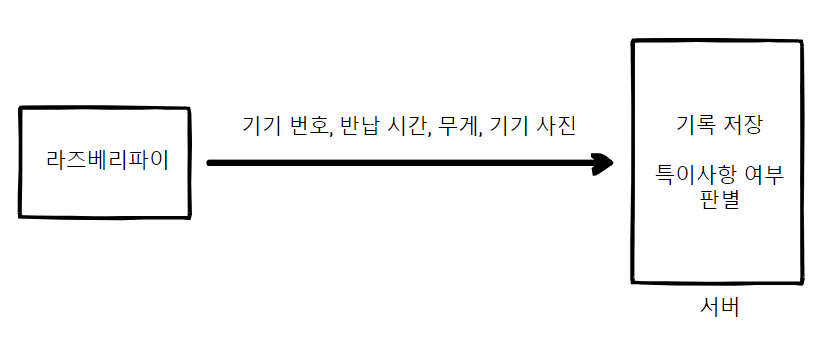 라즈베리파이
기기 번호, 반납 시간, 무게, 기기 사진
기록 저장
특이사항 여부
판별
서버